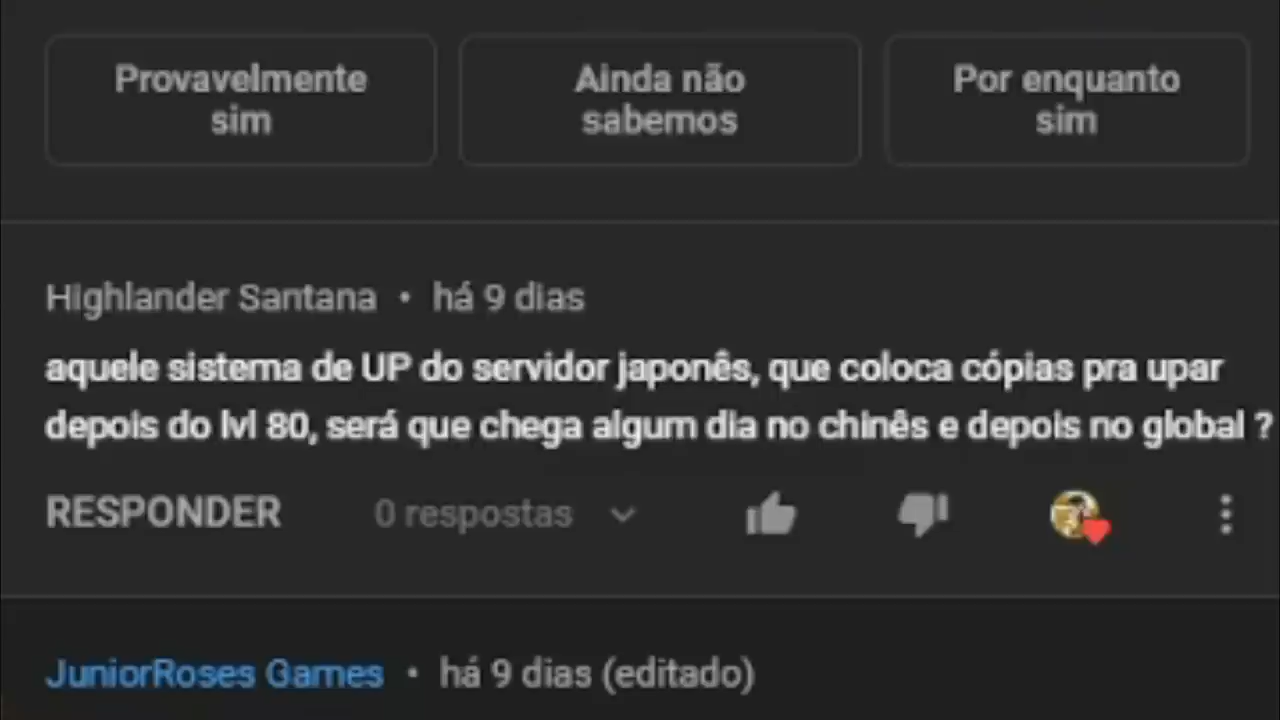 Provavelmente sim
Ainda não sabemos
Por enquanto sim
Highlander Santana • há 9 dias
aquele sistema de UP do servidor japonês, que coloca cópias pra upar
depois do lvl 80, será que chega algum dia no chinês e depois no global ?
RESPONDER 0 respostas
JuniorRoses Games • há 9 dias (editado)